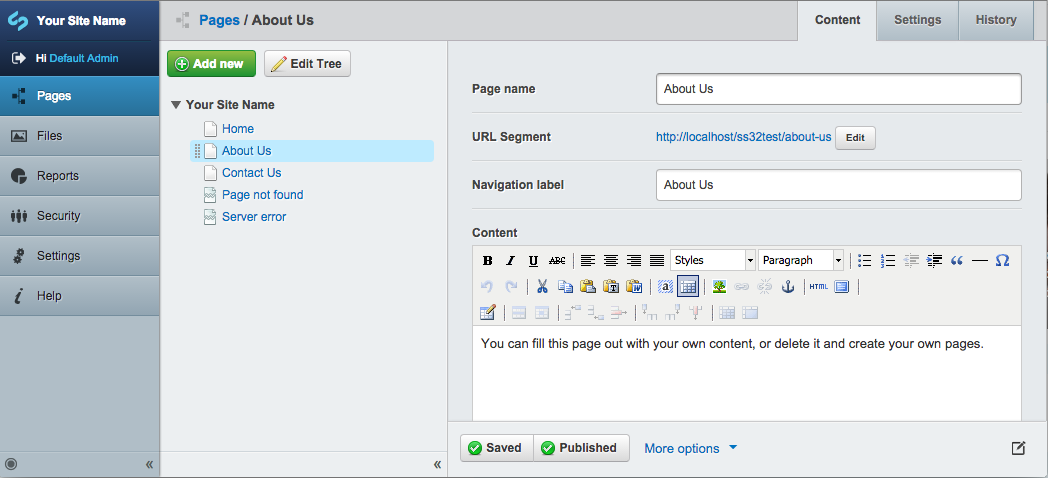 Your Site Name
Hi Default Admin
Pages
Files
Reports
Security
Settings
Help
Pages / About Us
Content
Settings
History
Add new
Edit Tree
Your Site Name
Home
About Us
Contact Us
Page not found
Server error
Page name
About Us
URL Segment
http://localhost/ss32test/about-us
Edit
Navigation label
About Us
Content
B I U ABC
Styles
Paragraph
HTML
You can fill this page out with your own content, or delete it and create your own pages.
Saved
Published
More options
«
«